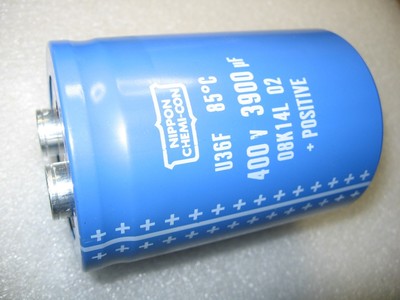 NIPPON
CHEMI-CON
U36F 85°C
400 V 3900 µF
08K14L 02
+ POSITIVE
+ + + + + + + + + + + + + +